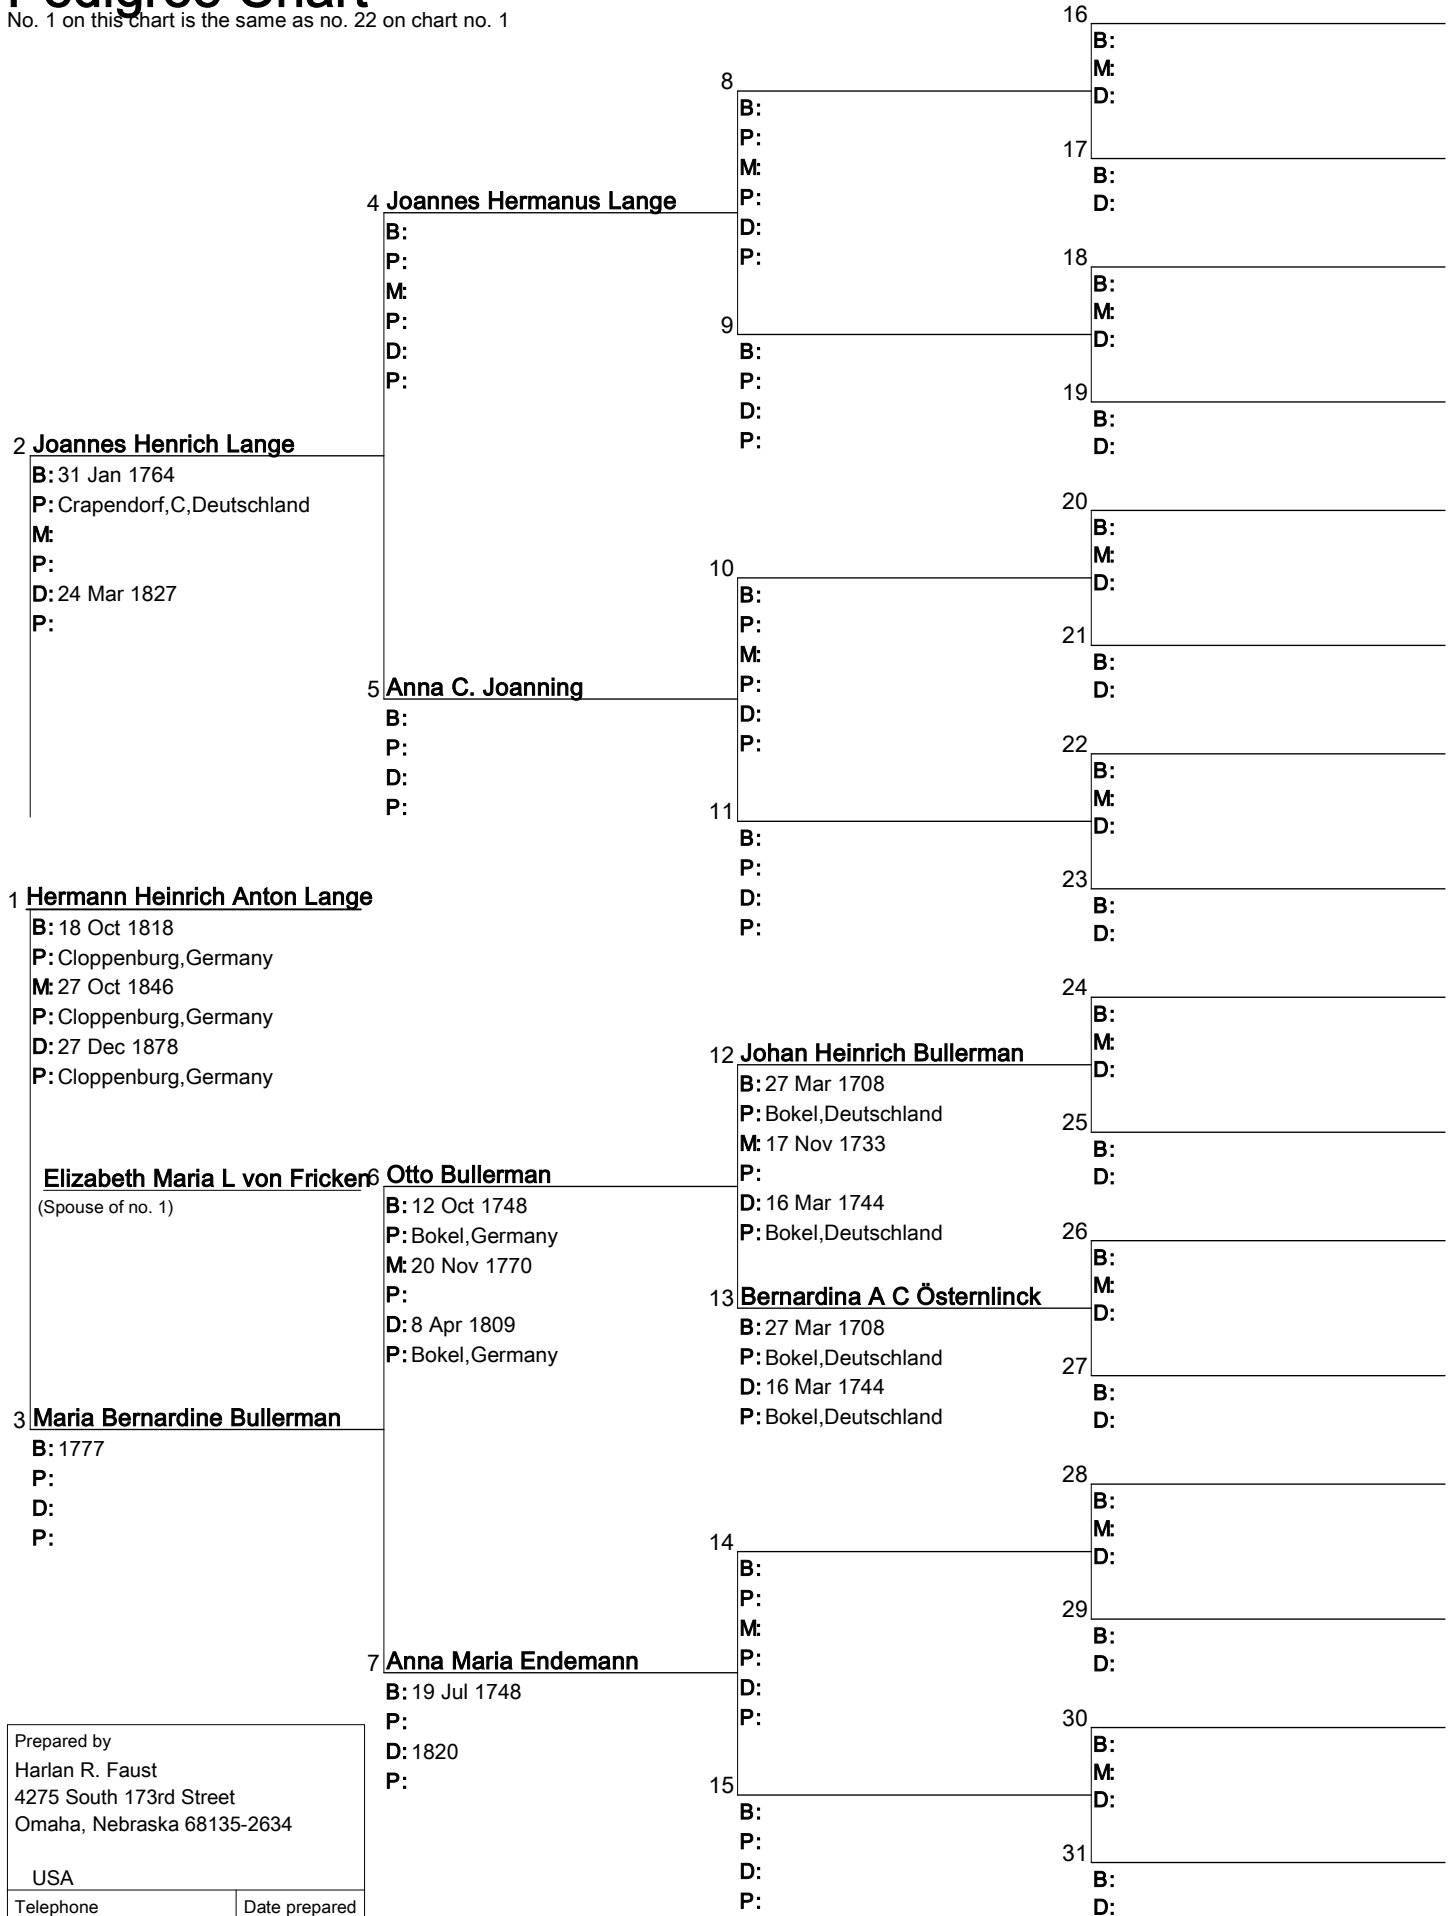 Pedigree Chart
No. 1 on this chart is the same as no. 22 on chart no. 1
2 Joannes Henrich Lange
B: 31 Jan 1764
P: Crapendorf,C,Deutschland
M:
P:
D: 24 Mar 1827
P:
1 Hermann Heinrich Anton Lange
B: 18 Oct 1818
P: Cloppenburg,Germany
M: 27 Oct 1846
P: Cloppenburg,Germany
D: 27 Dec 1878
P: Cloppenburg,Germany
Elizabeth Maria L von Fricken
(Spouse of no. 1)
3 Maria Bernardine Bullerman
B: 1777
P:
D:
P:
4 Joannes Hermanus Lange
B:
P:
M:
P:
D:
P:
5 Anna C. Joanning
B:
P:
D:
P:
6 Otto Bullerman
B: 12 Oct 1748
P: Bokel,Germany
M: 20 Nov 1770
P:
D: 8 Apr 1809
P: Bokel,Germany
7 Anna Maria Endemann
B: 19 Jul 1748
P:
D: 1820
P:
8
B:
P:
M:
P:
D:
P:
9
B:
P:
D:
P:
10
B:
P:
M:
P:
D:
P:
11
B:
P:
D:
P:
12 Johan Heinrich Bullerman
B: 27 Mar 1708
P: Bokel,Deutschland
M: 17 Nov 1733
P:
D: 16 Mar 1744
P: Bokel,Deutschland
13 Bernardina A C Östernlinck
B: 27 Mar 1708
P: Bokel,Deutschland
D: 16 Mar 1744
P: Bokel,Deutschland
14
B:
P:
M:
P:
D:
P:
15
B:
P:
D:
P:
16
B:
M:
D:
17
B:
D:
18
B:
M:
D:
19
B:
D:
20
B:
M:
D:
21
B:
D:
22
B:
M:
D:
23
B:
D:
24
B:
M:
D:
25
B:
D:
26
B:
M:
D:
27
B:
D:
28
B:
M:
D:
29
B:
D:
30
B:
M:
D:
31
B:
D:
Prepared by
Harlan R. Faust
4275 South 173rd Street
Omaha, Nebraska 68135-2634
USA
Telephone
Date prepared